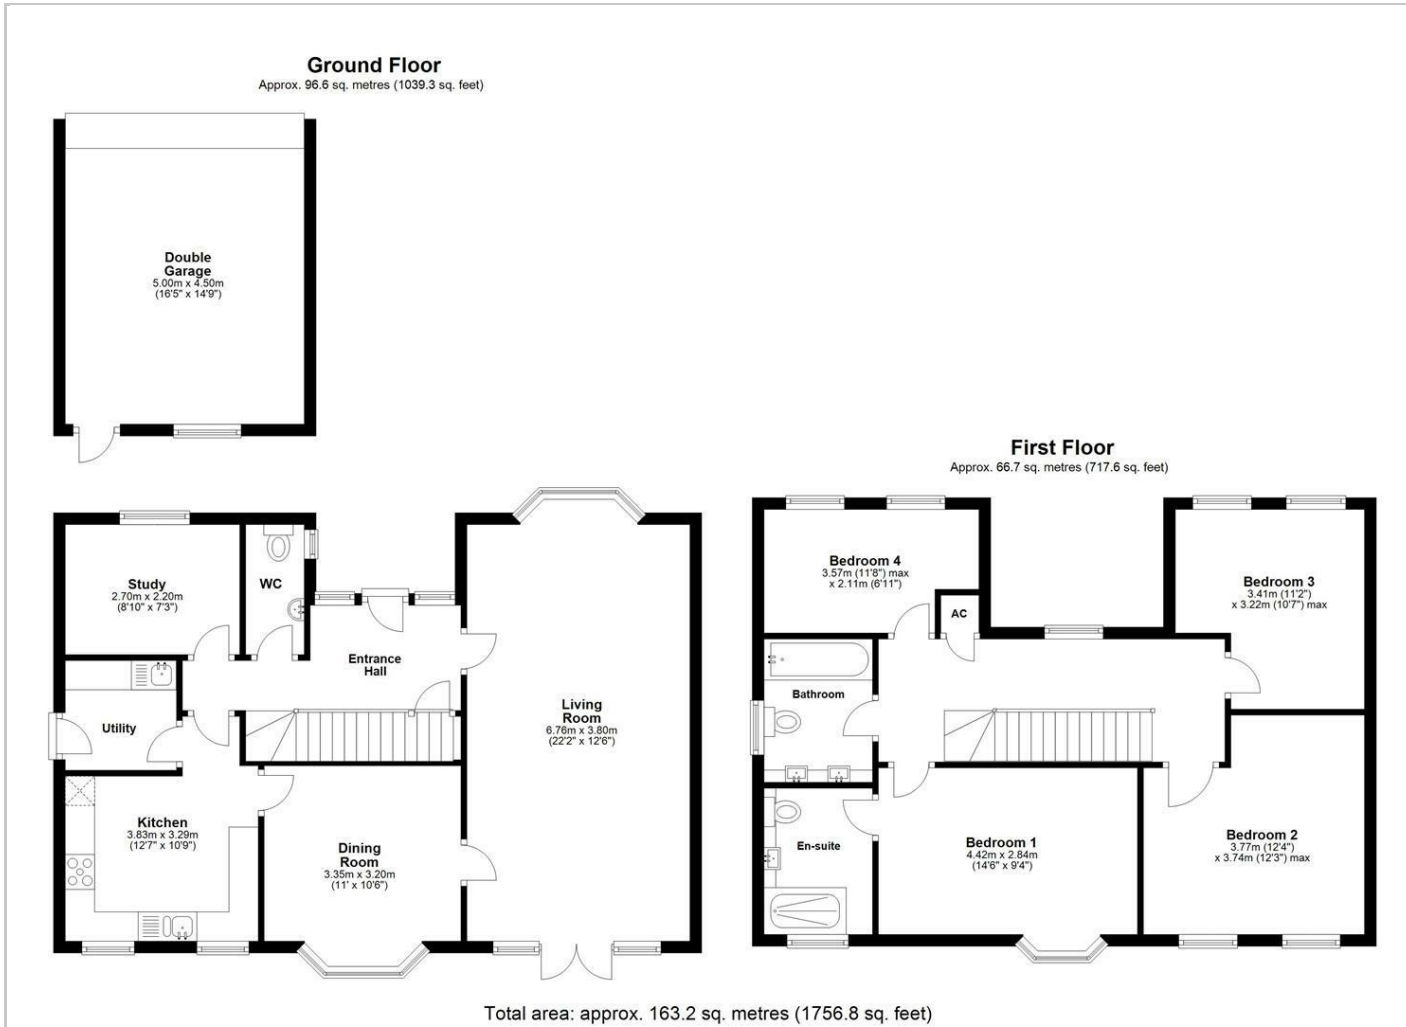 Ground Floor
Approx. 96.6 sq. metres (1039.3 sq. feet)
Double
Garage
5.00m x 4.50m
(16'5" x 14'9")
Study
2.70m x 2.20m
(8'10" x 7'3")
WC
Entrance
Hall
Utility
Living
Room
6.76m x 3.80m
(22'2" x 12'6")
Kitchen
3.83m x 3.29m
(12'7" x 10'9")
Dining
Room
3.35m x 3.20m
(11' x 10'6")
First Floor
Approx. 66.7 sq. metres (717.6 sq. feet)
Bedroom 4
3.57m (11'8") max
x 2.11m (6'11")
AC
Bedroom 3
3.41m (11'2")
x 3.22m (10'7") max
Bathroom
En-suite
Bedroom 1
4.42m x 2.84m
(14'6" x 9'4")
Bedroom 2
3.77m (12'4")
x 3.74m (12'3") max
Total area: approx. 163.2 sq. metres (1756.8 sq. feet)